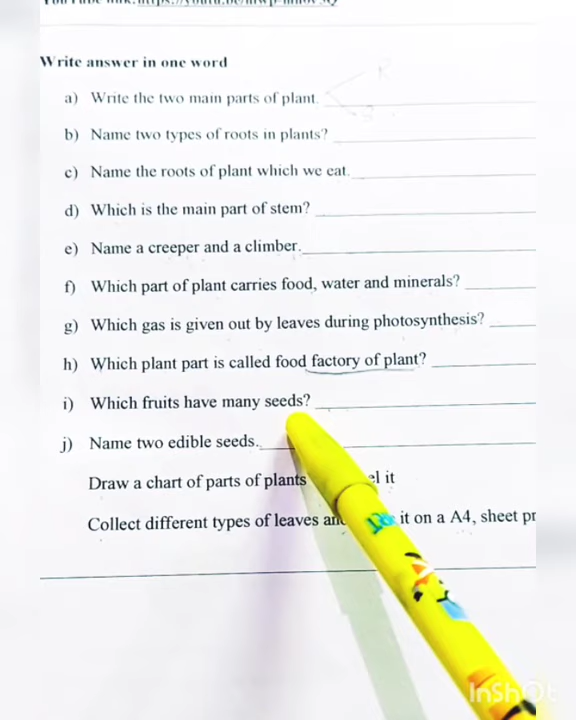 Write answer in one word
a) Write the two main parts of plant.
b) Name two types of roots in plants?
c) Name the roots of plant which we eat.
d) Which is the main part of stem?
e) Name a creeper and a climber.
f) Which part of plant carries food, water and minerals?
g) Which gas is given out by leaves during photosynthesis?
h) Which plant part is called food factory of plant?
i) Which fruits have many seeds?
j) Name two edible seeds.
Draw a chart of parts of plants el it
Collect different types of leaves it on a A4, sheet pr
InShOt